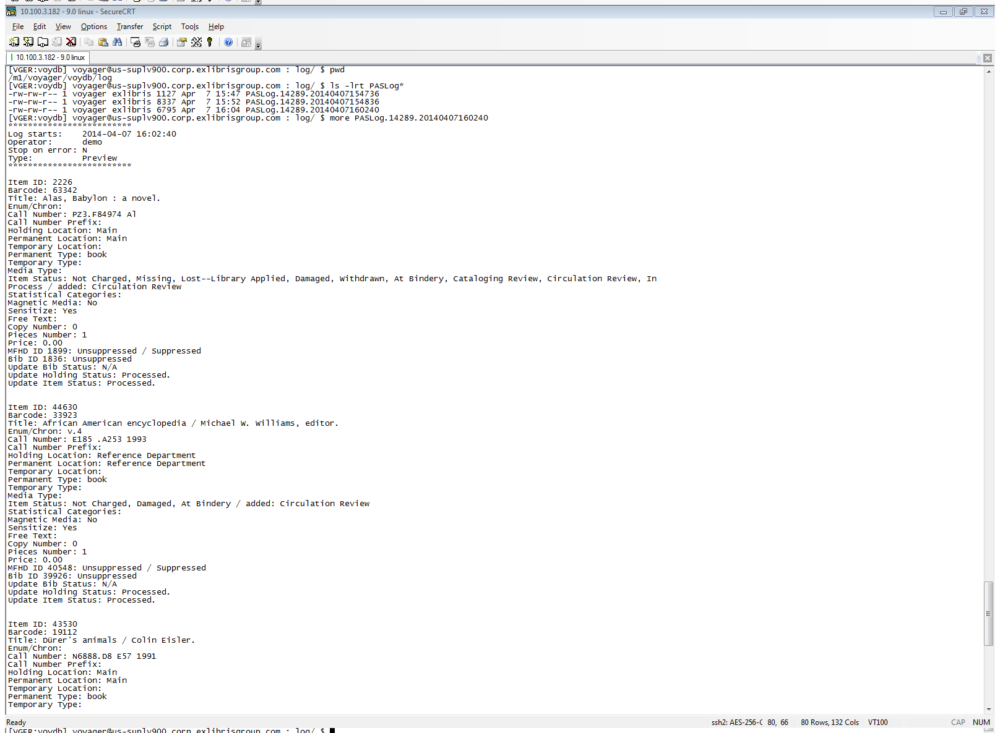 10.100.3.182 - 9.0 linux - SecureCRT
File Edit View Options Transfer Script Tools Help
10.100.3.182 - 9.0 linux
[VGER:voydb] voyager@us-suplv900.corp.exlibrisgroup.com : log/ $ pwd
/m1/voyager/voydb/log
[VGER:voydb] voyager@us-suplv900.corp.exlibrisgroup.com : log/ $ ls -lrt PASLog*
-rw-rw-r-- 1 voyager exlibris 1127 Apr  7 15:47 PASLog.14289.20140407154736
-rw-rw-r-- 1 voyager exlibris 8337 Apr  7 15:52 PASLog.14289.20140407154836
-rw-rw-r-- 1 voyager exlibris 6795 Apr  7 16:04 PASLog.14289.20140407160240
[VGER:voydb] voyager@us-suplv900.corp.exlibrisgroup.com : log/ $ more PASLog.14289.20140407160240
*************************
Log starts:    2014-04-07 16:02:40
Operator:      demo
Stop on error: N
Type:          Preview
*************************
Item ID: 2226
Barcode: 63342
Title: Alas, Babylon : a novel.
Enum/Chron:
Call Number: PZ3.F84974 Al
Call Number Prefix:
Holding Location: Main
Permanent Location: Main
Temporary Location:
Permanent Type: book
Temporary Type:
Media Type:
Item Status: Not Charged, Missing, Lost--Library Applied, Damaged, Withdrawn, At Bindery, Cataloging Review, Circulation Review, In
Process / added: Circulation Review
Statistical Categories:
Magnetic Media: No
Sensitize: Yes
Free Text:
Copy Number: 0
Pieces Number: 1
Price: 0.00
MFHD ID 1899: Unsuppressed / Suppressed
Bib ID 1836: Unsuppressed
Update Bib Status: N/A
Update Holding Status: Processed.
Update Item Status: Processed.
Item ID: 44630
Barcode: 33923
Title: African American encyclopedia / Michael W. Williams, editor.
Enum/Chron: v.4
Call Number: E185 .A253 1993
Call Number Prefix:
Holding Location: Reference Department
Permanent Location: Reference Department
Temporary Location:
Permanent Type: book
Temporary Type:
Media Type:
Item Status: Not Charged, Damaged, At Bindery / added: Circulation Review
Statistical Categories:
Magnetic Media: No
Sensitize: Yes
Free Text:
Copy Number: 0
Pieces Number: 1
Price: 0.00
MFHD ID 40548: Unsuppressed / Suppressed
Bib ID 39926: Unsuppressed
Update Bib Status: N/A
Update Holding Status: Processed.
Update Item Status: Processed.
Item ID: 43530
Barcode: 19112
Title: Dürer's animals / Colin Eisler.
Enum/Chron:
Call Number: N6888.D8 E57 1991
Call Number Prefix:
Holding Location: Main
Permanent Location: Main
Temporary Location:
Permanent Type: book
Temporary Type:
Ready ssh2: AES-256-C 80, 66 80 Rows, 132 Cols VT100 CAP NUM
[VGER:voydb] voyager@us-suplv900.corp.exlibrisgroup.com : log/ $